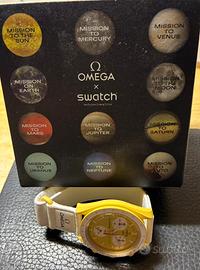 MISSION
TO THE
SUN
MISSION
TO
MERCURY
MISSION
TO
VENUS
MISSION
ON
EARTH
Ω
OMEGA
×
swatch
MISSION
TO THE
MOON
MISSION
TO
MARS
MISSION
TO
JUPITER
MISSION
TO
SATURN
MISSION
TO
URANUS
MISSION
TO
NEPTUNE
MISSION
TO
PLUTO
Subito